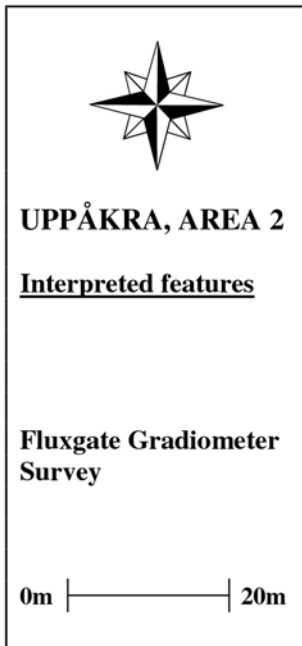 UPPÅKRA, AREA 2
Interpreted features
Fluxgate Gradiometer
Survey
0m 20m